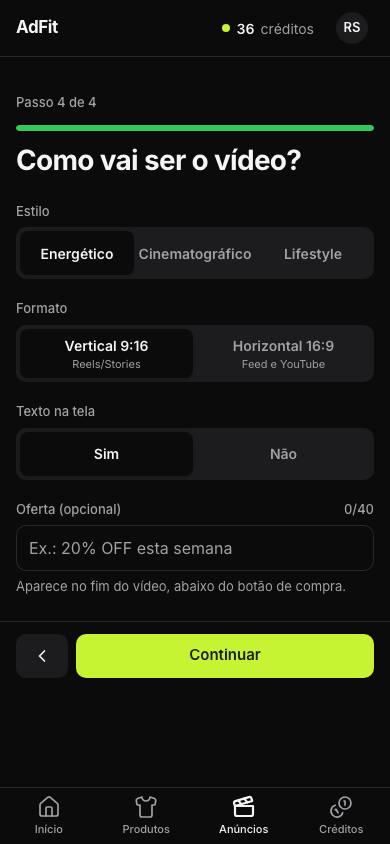 AdFit
36 créditos
RS
Passo 4 de 4
Como vai ser o vídeo?
Estilo
Energético Cinematográfico Lifestyle
Formato
Vertical 9:16 Horizontal 16:9
Reels/Stories Feed e YouTube
Texto na tela
Sim Não
Oferta (opcional) 0/40
Ex.: 20% OFF esta semana
Aparece no fim do vídeo, abaixo do botão de compra.
Continuar
Início Produtos Anúncios Créditos